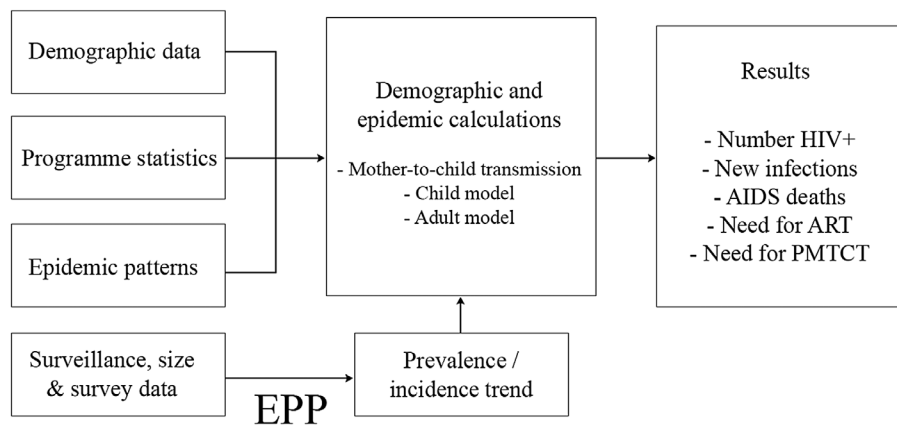 Demographic data
Programme statistics
Epidemic patterns
Surveillance, size
& survey data
EPP
Prevalence /
incidence trend
Demographic and
epidemic calculations
- Mother-to-child transmission
- Child model
- Adult model
Results
- Number HIV+
- New infections
- AIDS deaths
- Need for ART
- Need for PMTCT